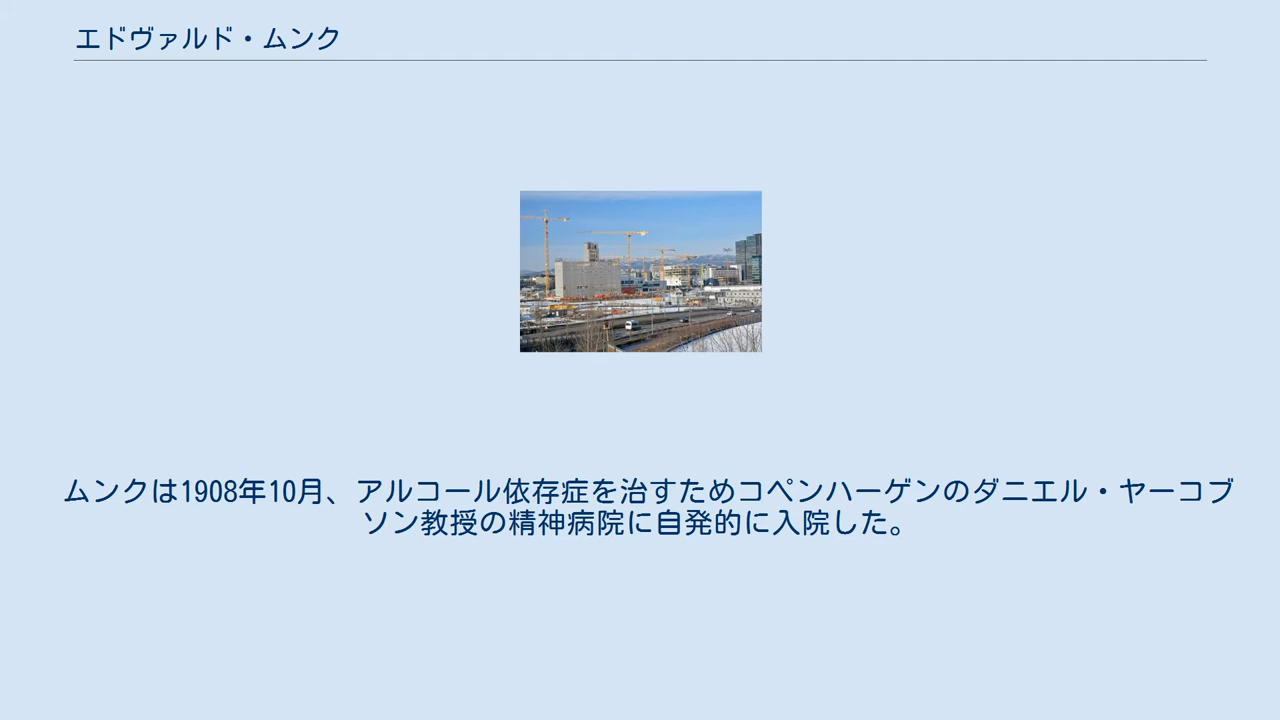 エドヴァルド・ムンク
ムンクは1908年10月、アルコール依存症を治すためコペンハーゲンのダニエル・ヤーコブ
ソン教授の精神病院に自発的に入院した。